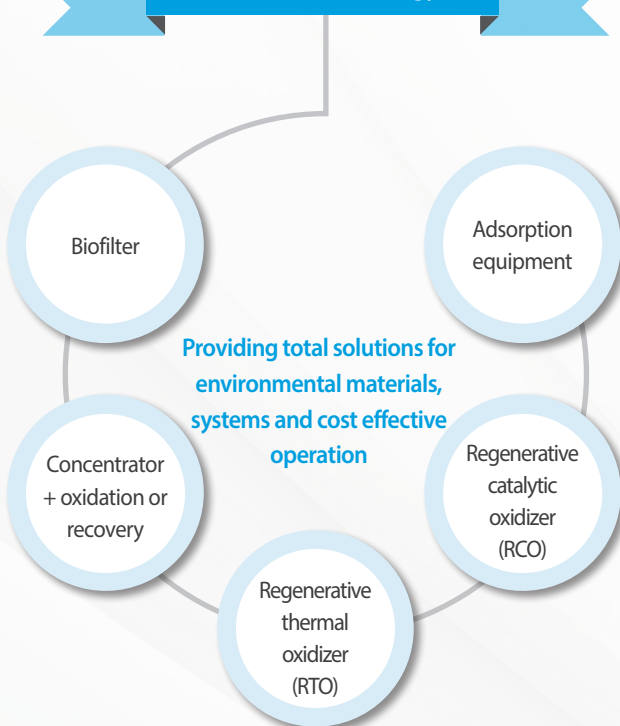 Biofilter
Adsorption
equipment
Providing total solutions for
environmental materials,
systems and cost effective
operation
Concentrator
+ oxidation or
recovery
Regenerative
catalytic
oxidizer
(RCO)
Regenerative
thermal
oxidizer
(RTO)